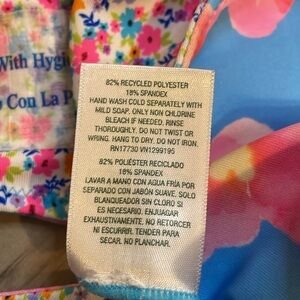 With Hygi
o Con La P
82% RECYCLED POLYESTER
18% SPANDEX
HAND WASH COLD SEPARATELY WITH
MILD SOAP, ONLY NON CHLORINE
BLEACH IF NEEDED, RINSE
THOROUGHLY. DO NOT TWIST OR
WRING. HANG TO DRY. DO NOT IRON.
RN17730 VN1299195
82% POLIÉSTER RECICLADO
18% SPANDEX
LAVAR A MANO CON AGUA FRÍA POR
SEPARADO CON JABÓN SUAVE. SOLO
BLANQUEADOR SIN CLORO SI
ES NECESARIO. ENJUAGAR
EXHAUSTIVAMENTE. NO RETORCER
NI ESCURRIR. TENDER PARA
SECAR. NO PLANCHAR.